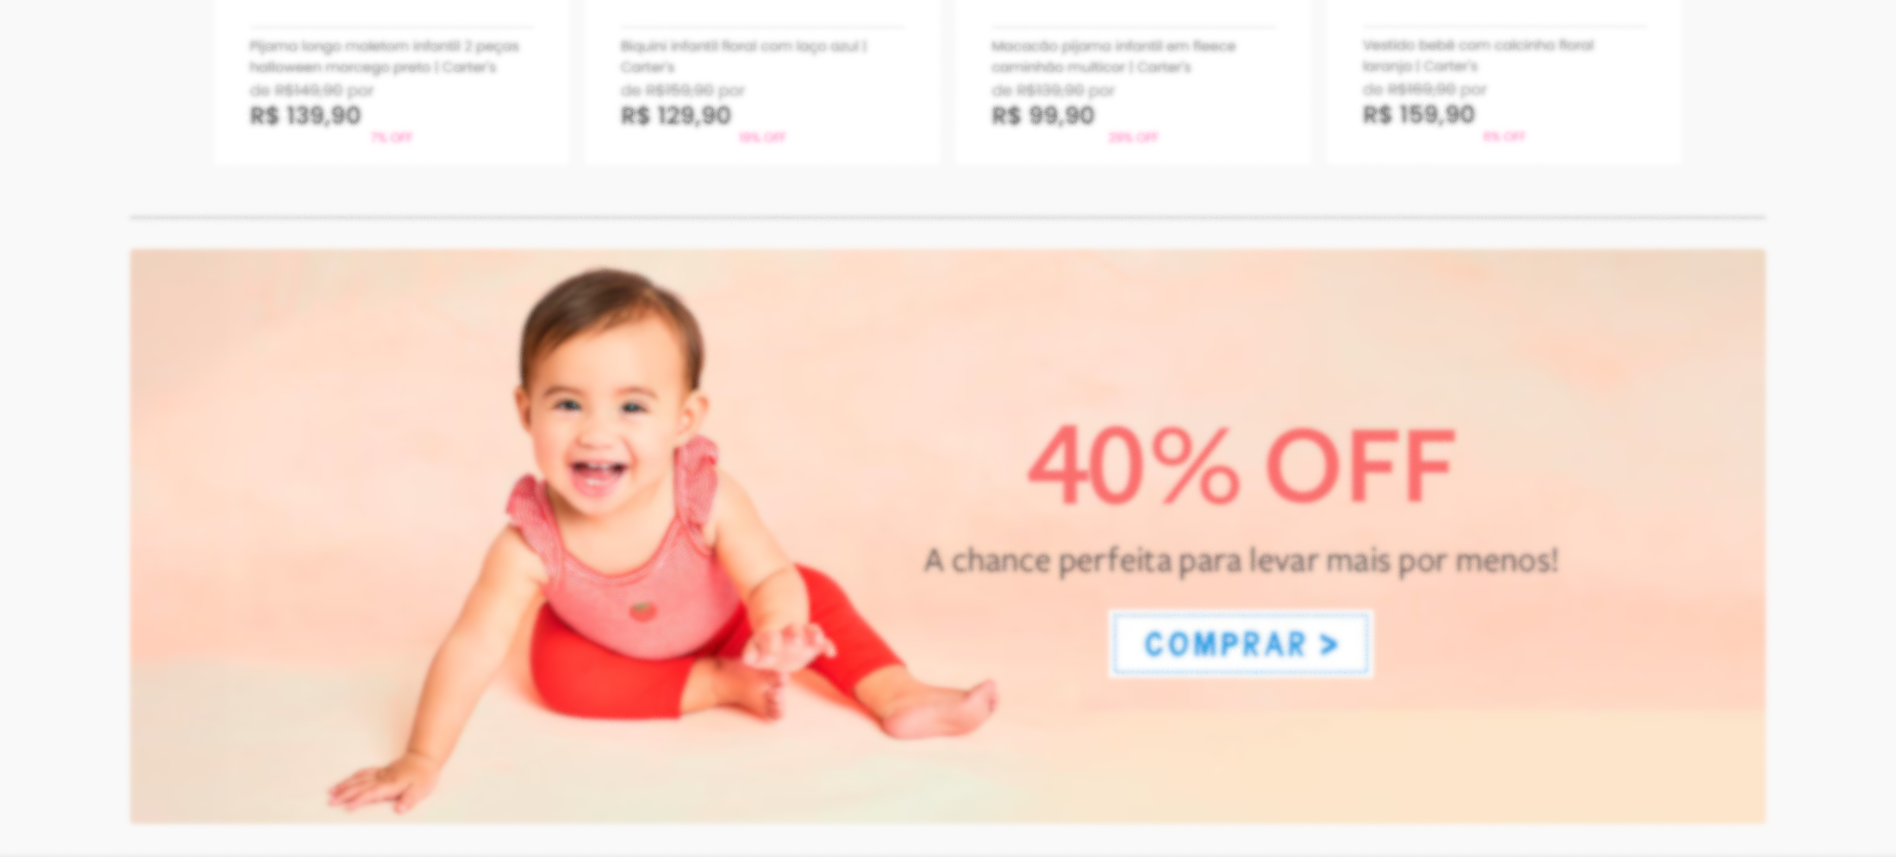 Pijama longo moletom infantil 2 peças
halloween morcego preto | Carter's
de R$149,90 por
R$ 139,90
7% OFF
Biquini infantil floral com laço azul |
Carter's
de R$159,90 por
R$ 129,90
19% OFF
Macacão pijama infantil em fleece
caminhão multicor | Carter's
de R$139,90 por
R$ 99,90
29% OFF
Vestido bebê com calcinha floral
laranja | Carter's
de R$169,90 por
R$ 159,90
6% OFF
40% OFF
A chance perfeita para levar mais por menos!
COMPRAR >